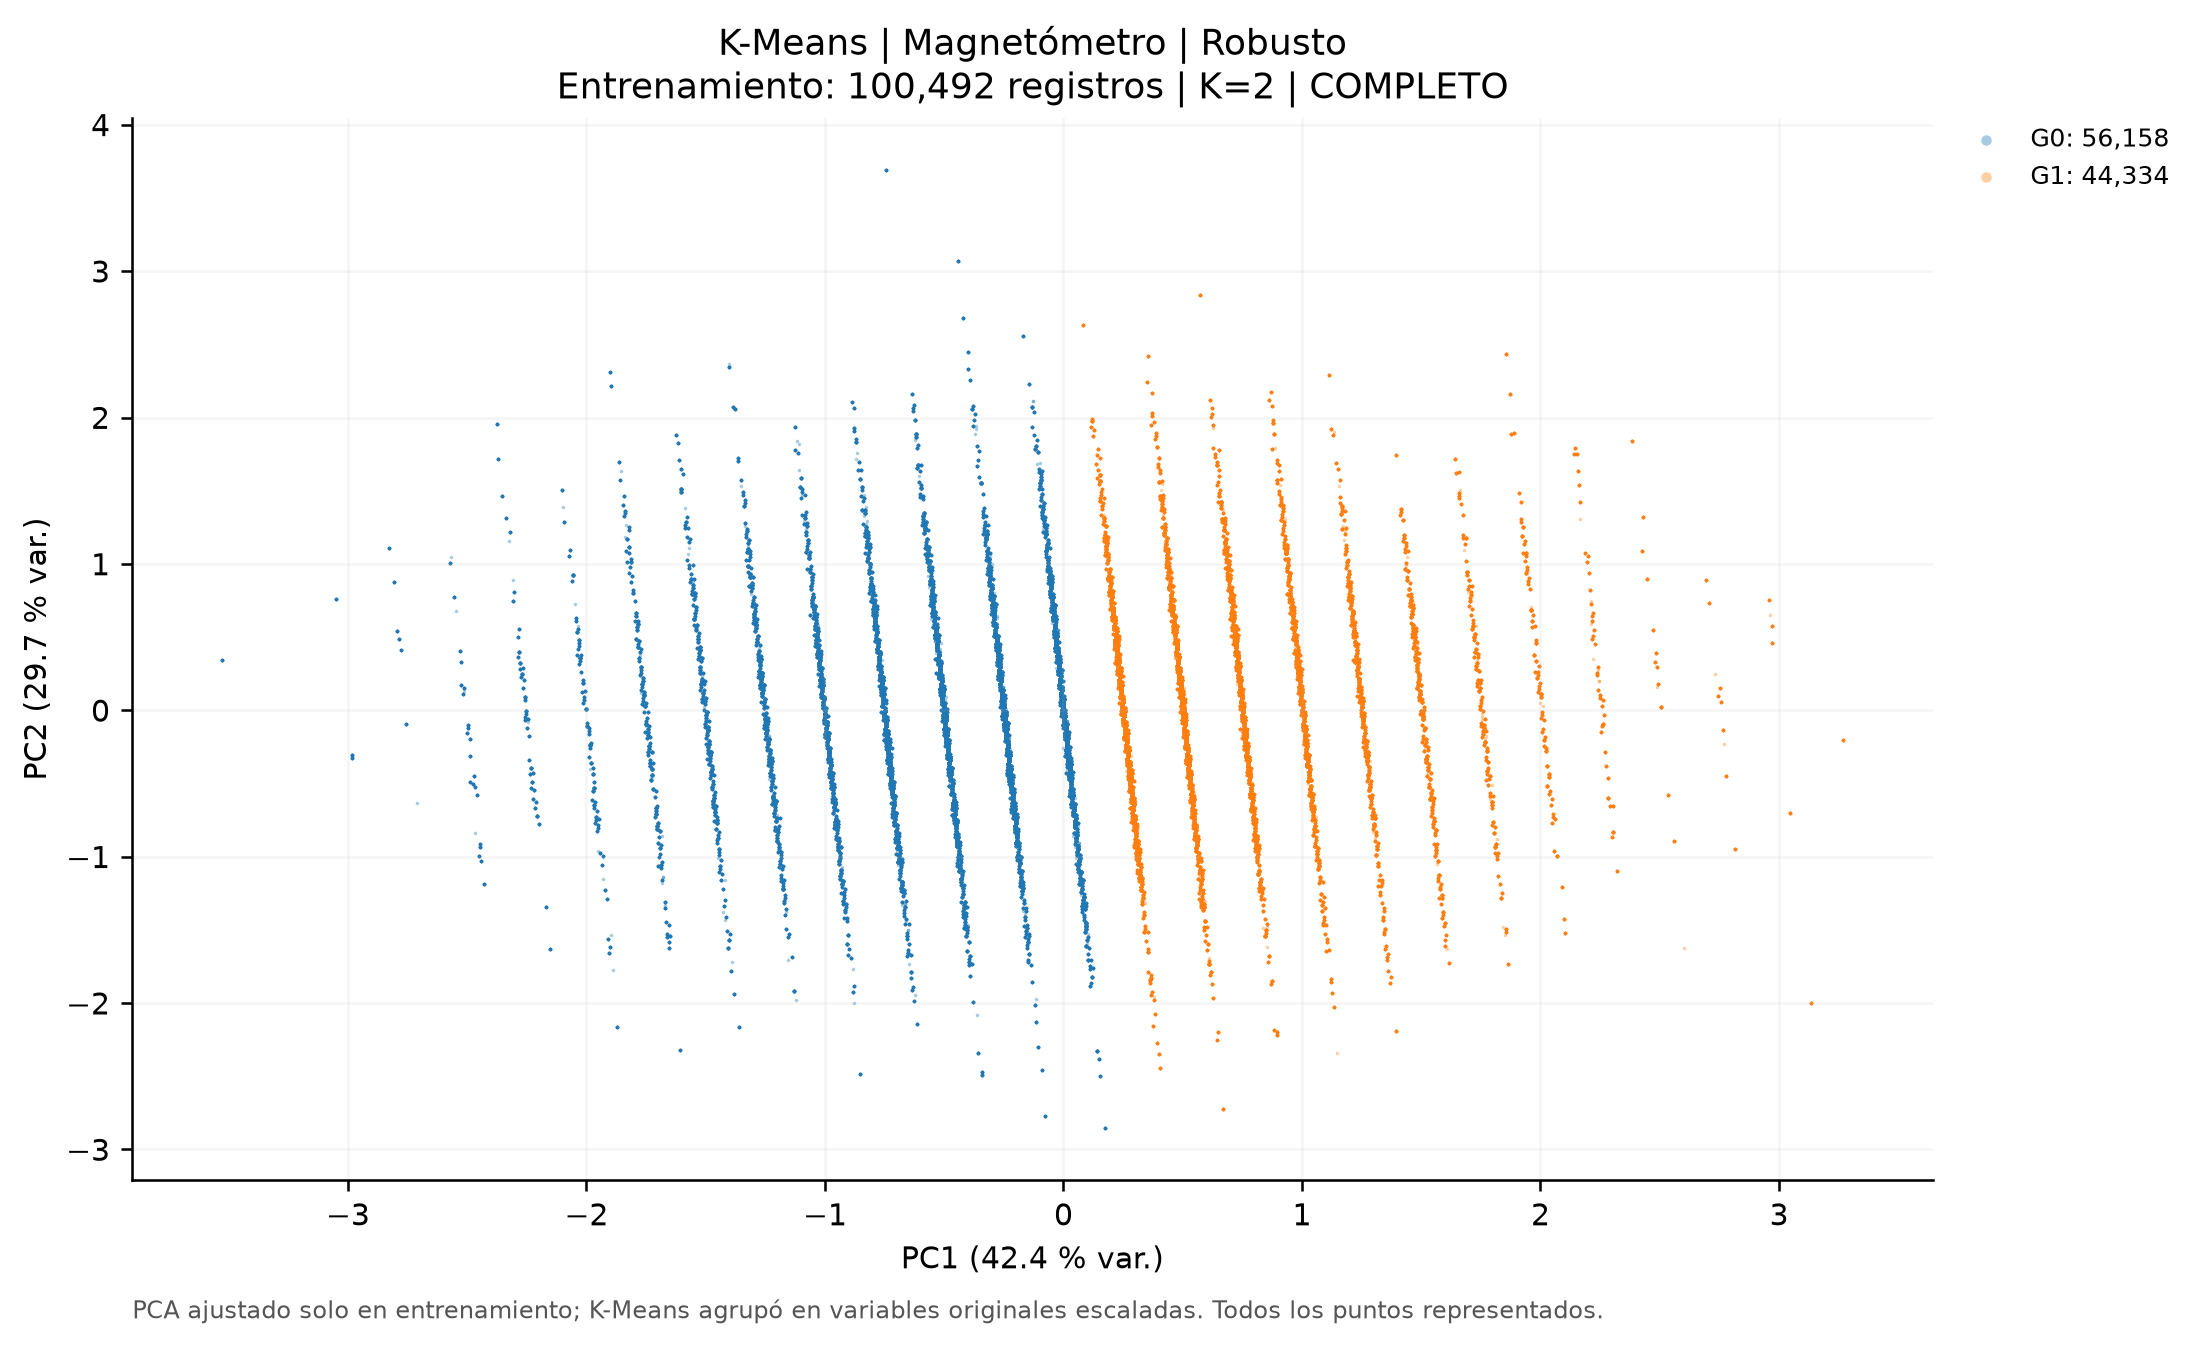 K-Means | Magnetómetro | Robusto
Entrenamiento: 100,492 registros | K=2 | COMPLETO
G0: 56,158
G1: 44,334
PC2 (29.7 % var.)
4
3
2
1
0
−1
−2
−3
−3 −2 −1 0 1 2 3
PC1 (42.4 % var.)
PCA ajustado solo en entrenamiento; K-Means agrupó en variables originales escaladas. Todos los puntos representados.